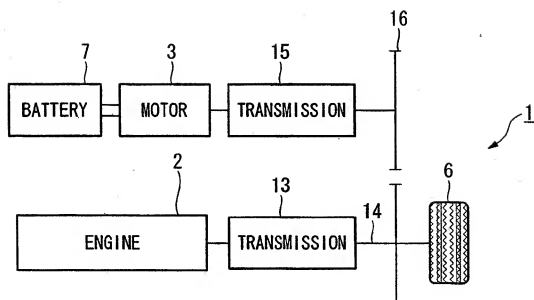 16
7 3 15
BATTERY MOTOR TRANSMISSION
1
2 13 14 6
ENGINE TRANSMISSION